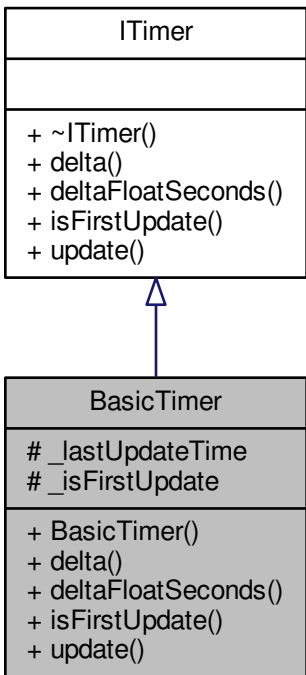 ITimer
+ ~ITimer()
+ delta()
+ deltaFloatSeconds()
+ isFirstUpdate()
+ update()
BasicTimer
# _lastUpdateTime
# _isFirstUpdate
+ BasicTimer()
+ delta()
+ deltaFloatSeconds()
+ isFirstUpdate()
+ update()